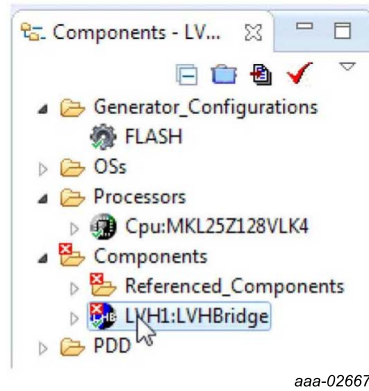 Components - LV...
Generator_Configurations
FLASH
OSs
Processors
Cpu:MKL25Z128VLK4
Components
Referenced_Components
LVH1:LVHBridge
PDD
aaa-02667